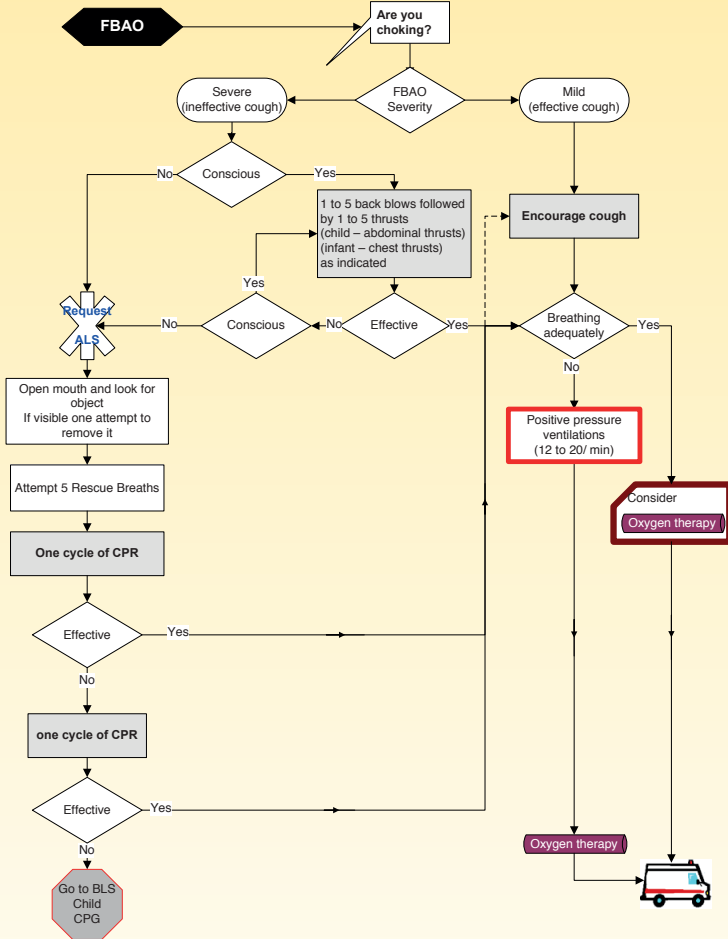 FBAO
Are you
choking?
Severe
(ineffective cough)
FBAO
Severity
Mild
(effective cough)
No
Conscious
Yes
1 to 5 back blows followed
by 1 to 5 thrusts
(child – abdominal thrusts)
(infant – chest thrusts)
as indicated
Encourage cough
Yes
Request
ALS
No
Conscious
No
Effective
Yes
Breathing
adequately
Yes
No
Open mouth and look for
object
If visible one attempt to
remove it
Positive pressure
ventilations
(12 to 20/ min)
Attempt 5 Rescue Breaths
Consider
Oxygen therapy
One cycle of CPR
Effective
Yes
No
one cycle of CPR
Effective
Yes
No
Oxygen therapy
Go to BLS
Child
CPG